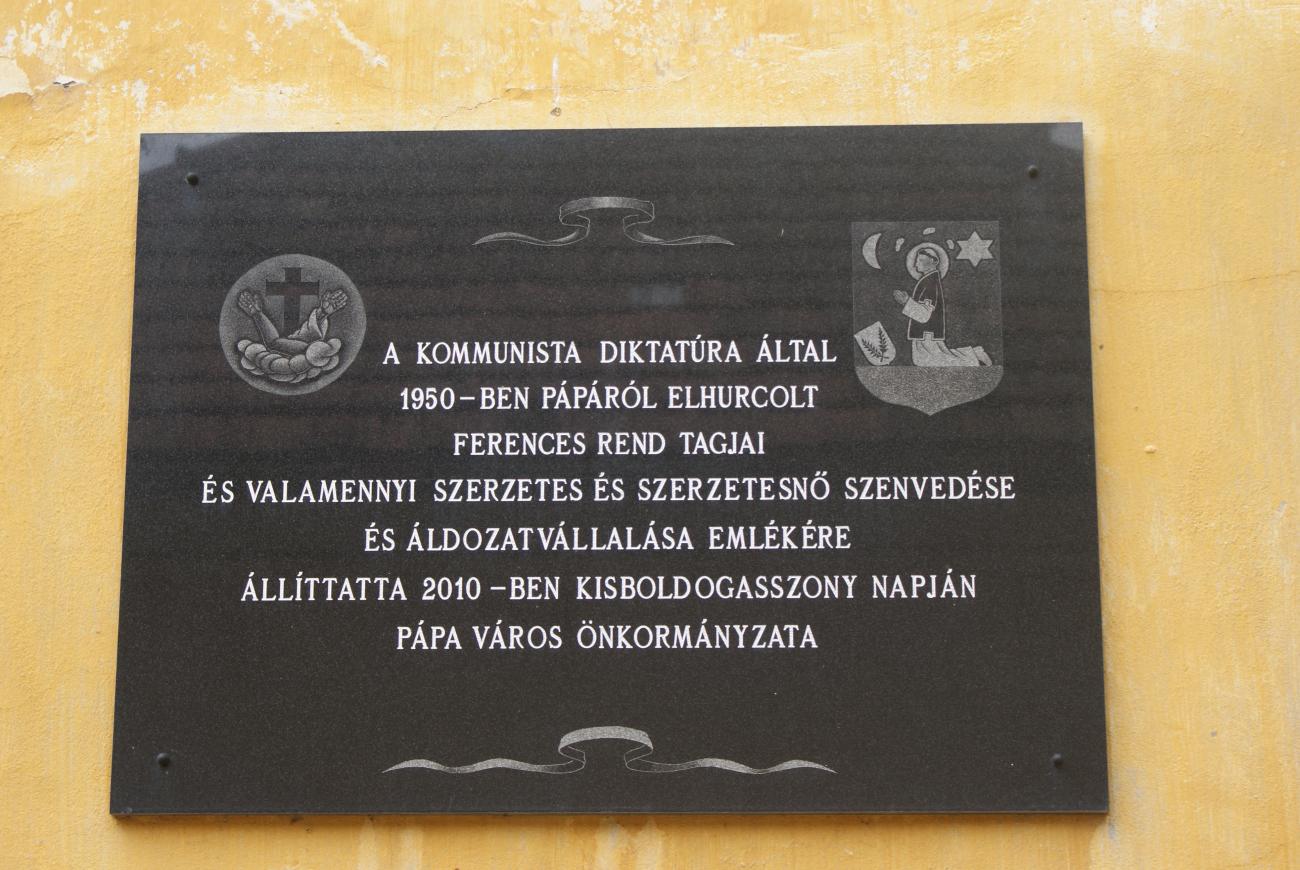 A KOMMUNISTA DIKTATÚRA ÁLTAL
1950-BEN PÁPÁRÓL ELHURCOLT
FERENCES REND TAGJAI
ÉS VALAMENNYI SZERZETES ÉS SZERZETESNŐ SZENVEDÉSE
ÉS ÁLDOZATVÁLLALÁSA EMLÉKÉRE
ÁLLÍTTATTA 2010-BEN KISBOLDOGASSZONY NAPJÁN
PÁPA VÁROS ÖNKORMÁNYZATA